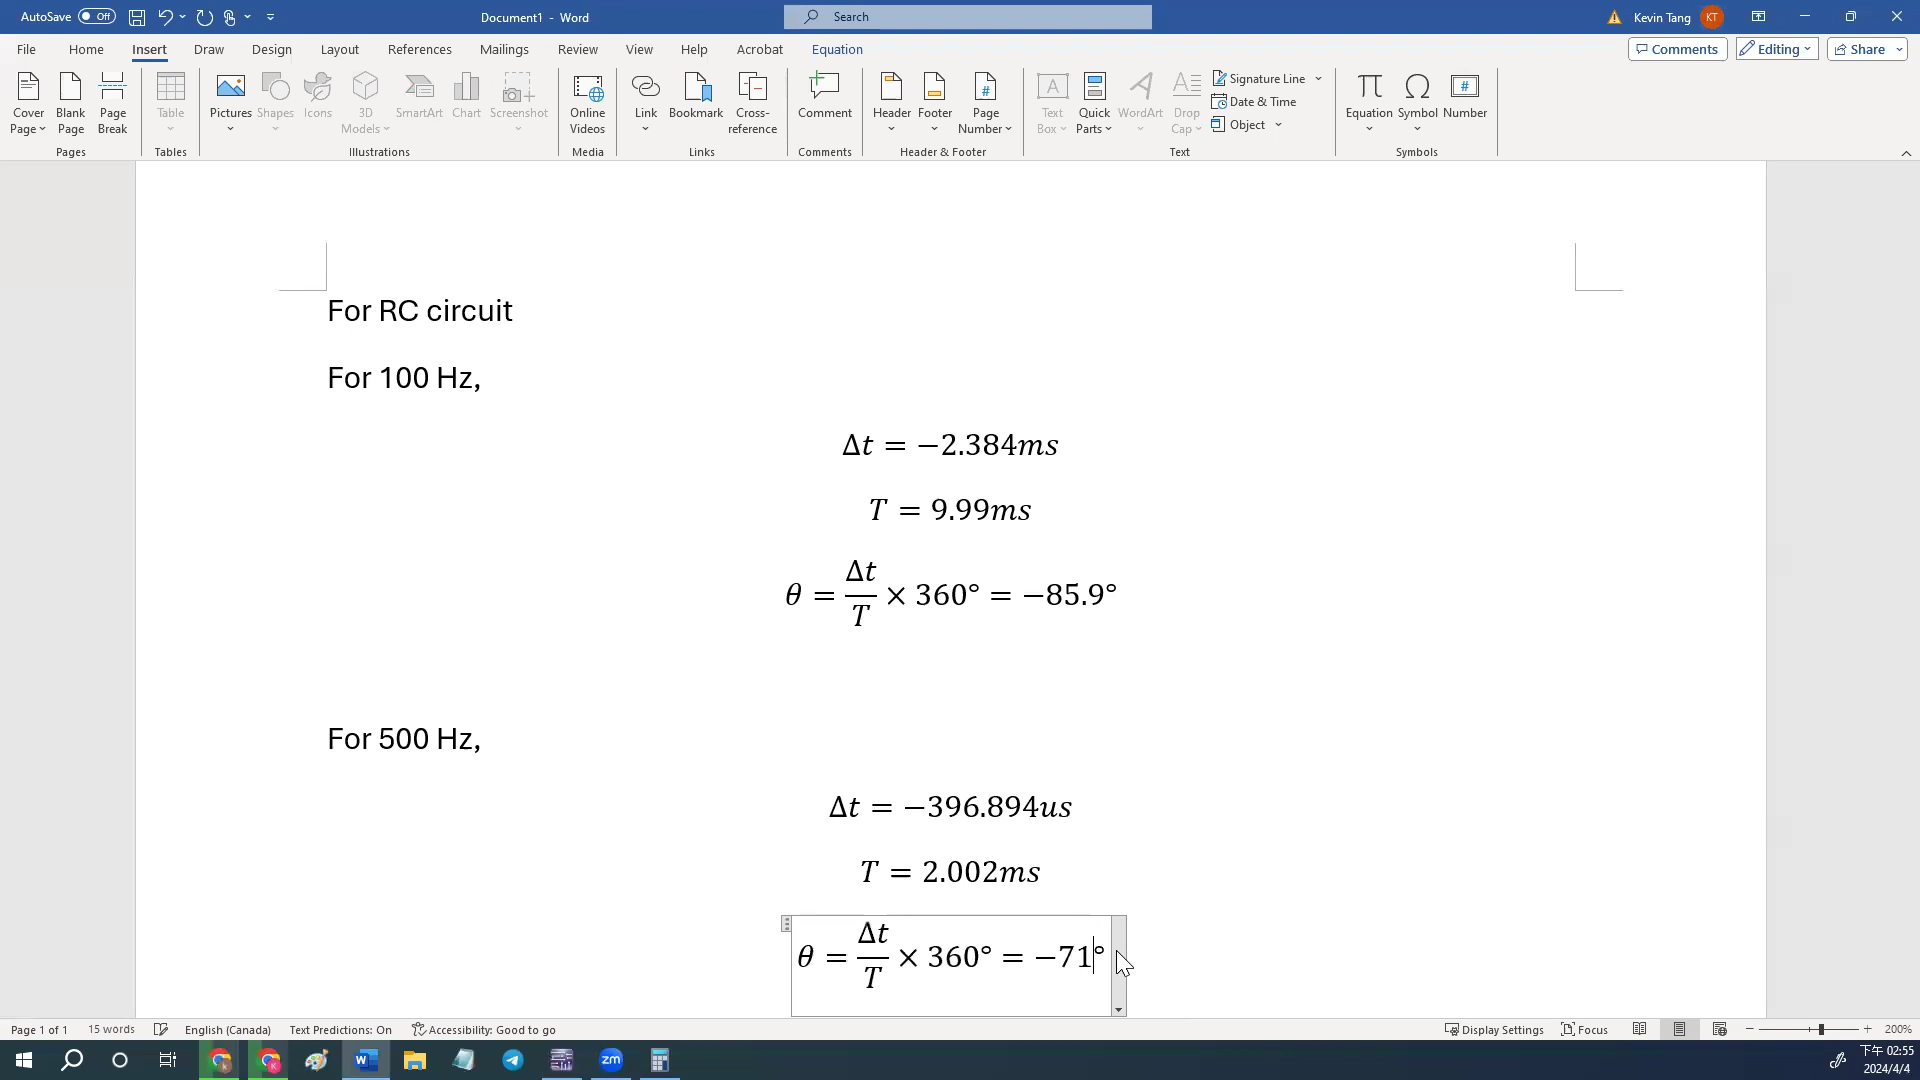 AutoSave Off Document1 - Word Search Kevin Tang KT
File Home Insert Draw Design Layout References Mailings Review View Help Acrobat Equation Comments Editing Share
Cover Page Blank Page Page Break Table Pictures Shapes Icons 3D Models SmartArt Chart Screenshot Online Videos Link Bookmark Cross-reference Comment Header Footer Page Number Text Box Quick Parts WordArt Drop Cap Signature Line Date & Time Object Equation Symbol Number
Pages Tables Illustrations Media Links Comments Header & Footer Text Symbols
For RC circuit
For 100 Hz,
Δt = −2.384ms
T = 9.99ms
θ = Δt/T × 360° = −85.9°
For 500 Hz,
Δt = −396.894us
T = 2.002ms
θ = Δt/T × 360° = −71°
Page 1 of 1 15 words English (Canada) Text Predictions: On Accessibility: Good to go Display Settings Focus − + 200%
zm 下午 02:55
2024/4/4